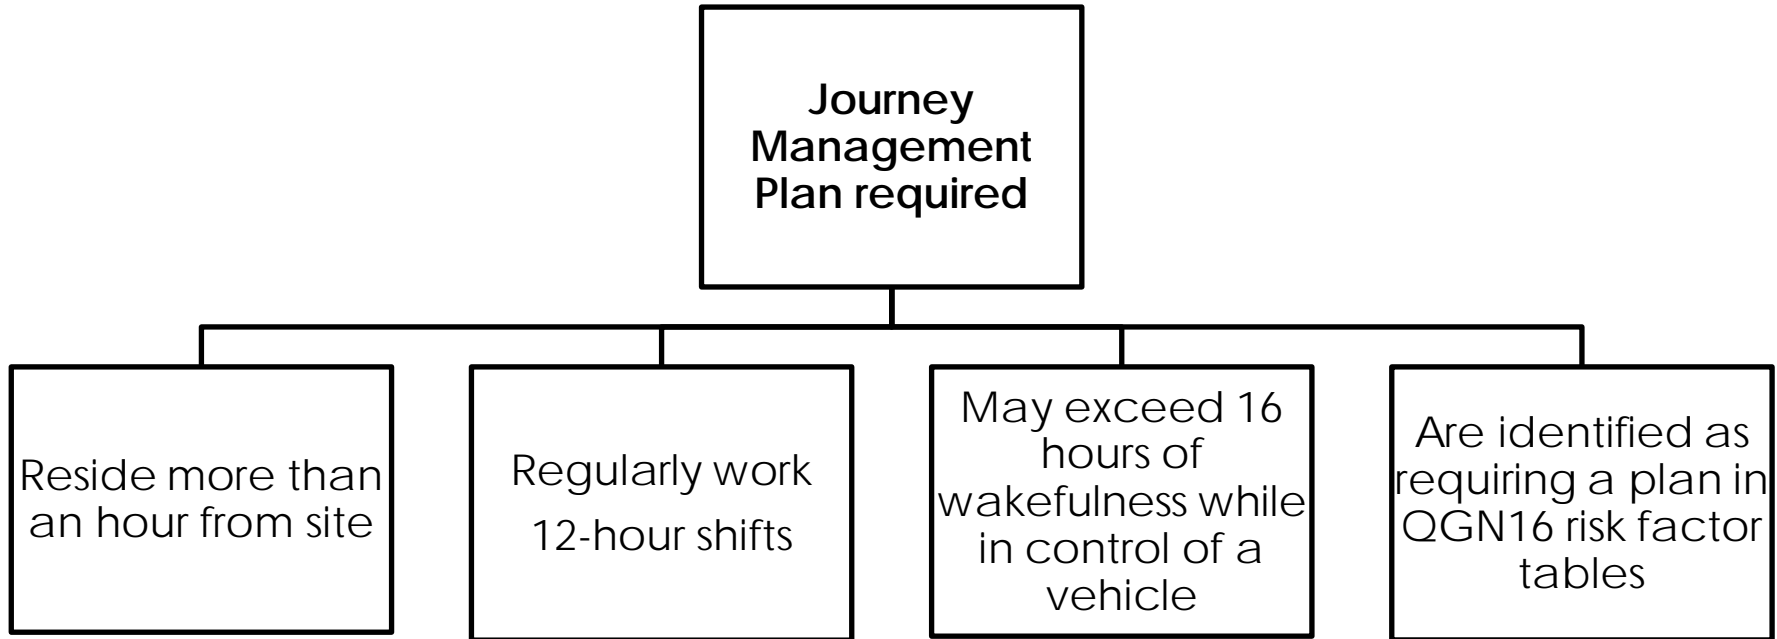 Journey
Management
Plan required
Reside more than
an hour from site
Regularly work
12-hour shifts
May exceed 16
hours of
wakefulness while
in control of a
vehicle
Are identified as
requiring a plan in
QGN16 risk factor
tables